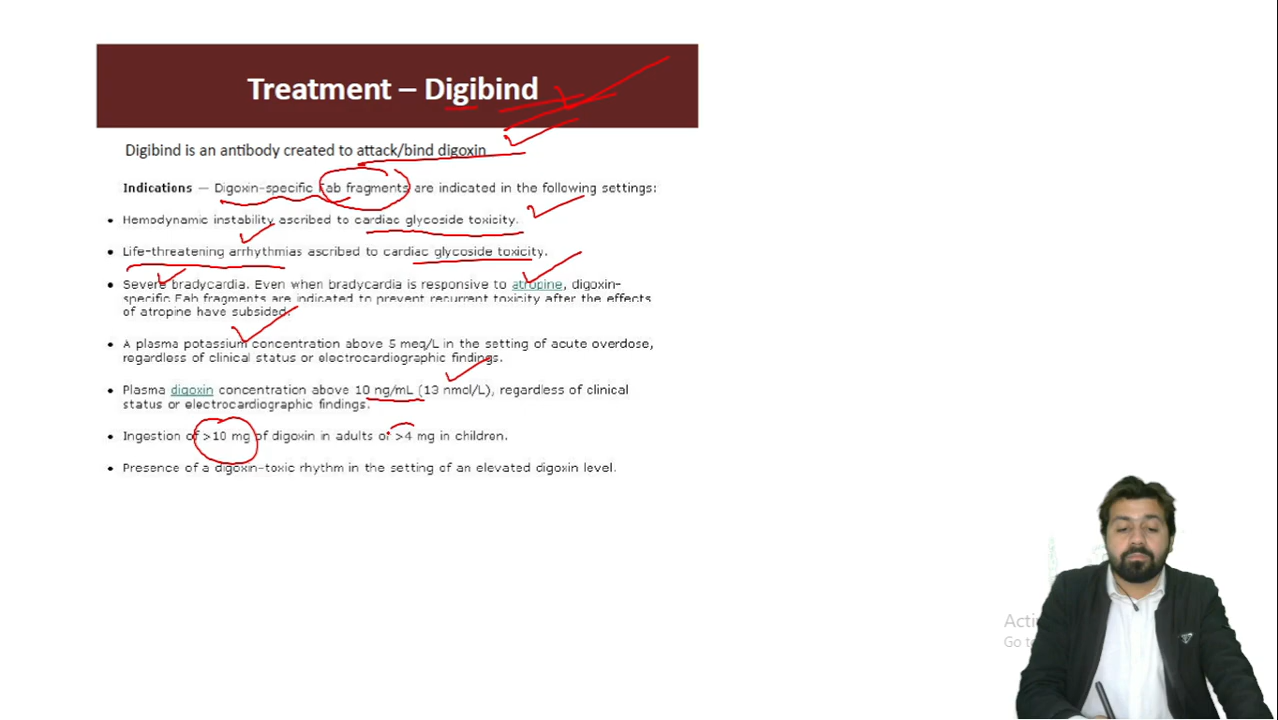 Treatment – Digibind
Digibind is an antibody created to attack/bind digoxin
Indications — Digoxin-specific Fab fragments are indicated in the following settings:
• Hemodynamic instability ascribed to cardiac glycoside toxicity.
• Life-threatening arrhythmias ascribed to cardiac glycoside toxicity.
• Severe bradycardia. Even when bradycardia is responsive to atropine, digoxin-
specific Fab fragments are indicated to prevent recurrent toxicity after the effects
of atropine have subsided.
• A plasma potassium concentration above 5 meq/L in the setting of acute overdose,
regardless of clinical status or electrocardiographic findings.
• Plasma digoxin concentration above 10 ng/mL (13 nmol/L), regardless of clinical
status or electrocardiographic findings.
• Ingestion of >10 mg of digoxin in adults or >4 mg in children.
• Presence of a digoxin-toxic rhythm in the setting of an elevated digoxin level.
Acti
Go to